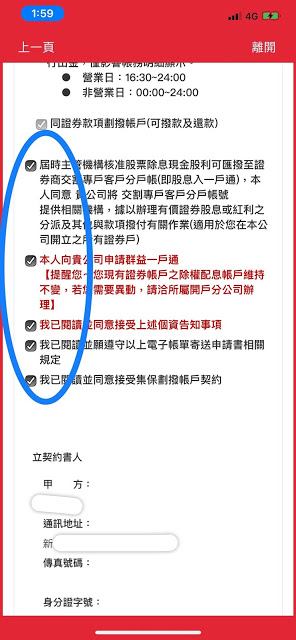 1:59
4G
上一頁
離開
● 營業日：16:30~24:00
● 非營業日：00:00~24:00
同證券款項劃撥帳戶(可撥款及還款)
屆時主管機構核准股票除息現金股利可匯撥至證
券商交割專戶客戶分戶帳(即股息入一戶通)，本
人同意 貴公司將 交割專戶客戶分戶帳號
提供相關機構，據以辦理有價證券股息或紅利之
分派及其他與款項撥付有關作業(適用於您在本公
司開立之所有證券戶)
本人向貴公司申請群益一戶通
【提醒您~您現有證券帳戶之除權配息帳戶維持
不變，若您需要異動，請洽所屬開戶分公司辦
理】
我已閱讀並同意接受上述個資告知事項
我已閱讀並願遵守以上電子帳單寄送申請書相關
規定
我已閱讀並同意接受集保劃撥帳戶契約
立契約書人
甲 方：
通訊地址：
新
傳真號碼：
身分證字號：